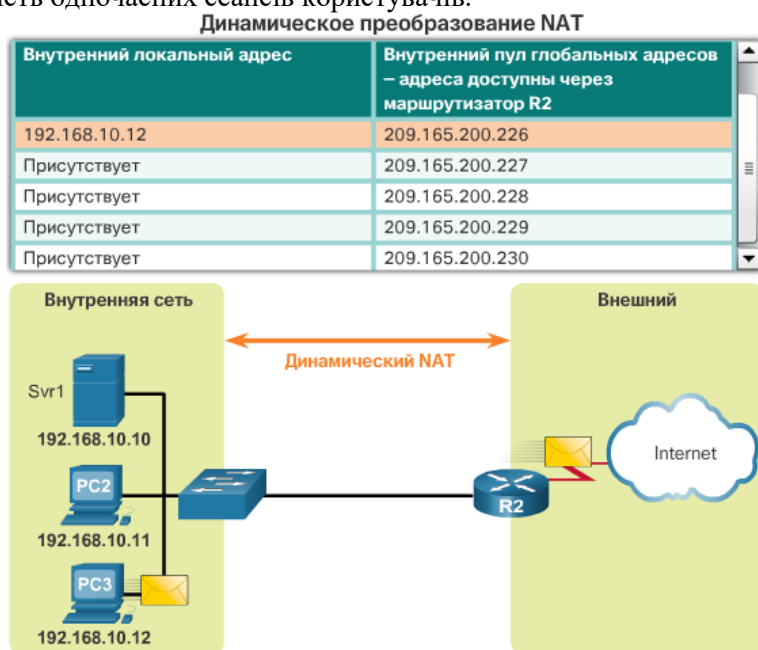 одночасних сеансів користувачів.
Динамическое преобразование NAT
Внутренний локальный адрес
Внутренний пул глобальных адресов
– адреса доступны через
маршрутизатор R2
192.168.10.12
209.165.200.226
Присутствует
209.165.200.227
Присутствует
209.165.200.228
Присутствует
209.165.200.229
Присутствует
209.165.200.230
Внутренняя сеть
Внешний
Динамический NAT
Svr1
192.168.10.10
Internet
PC2
R2
192.168.10.11
PC3
192.168.10.12